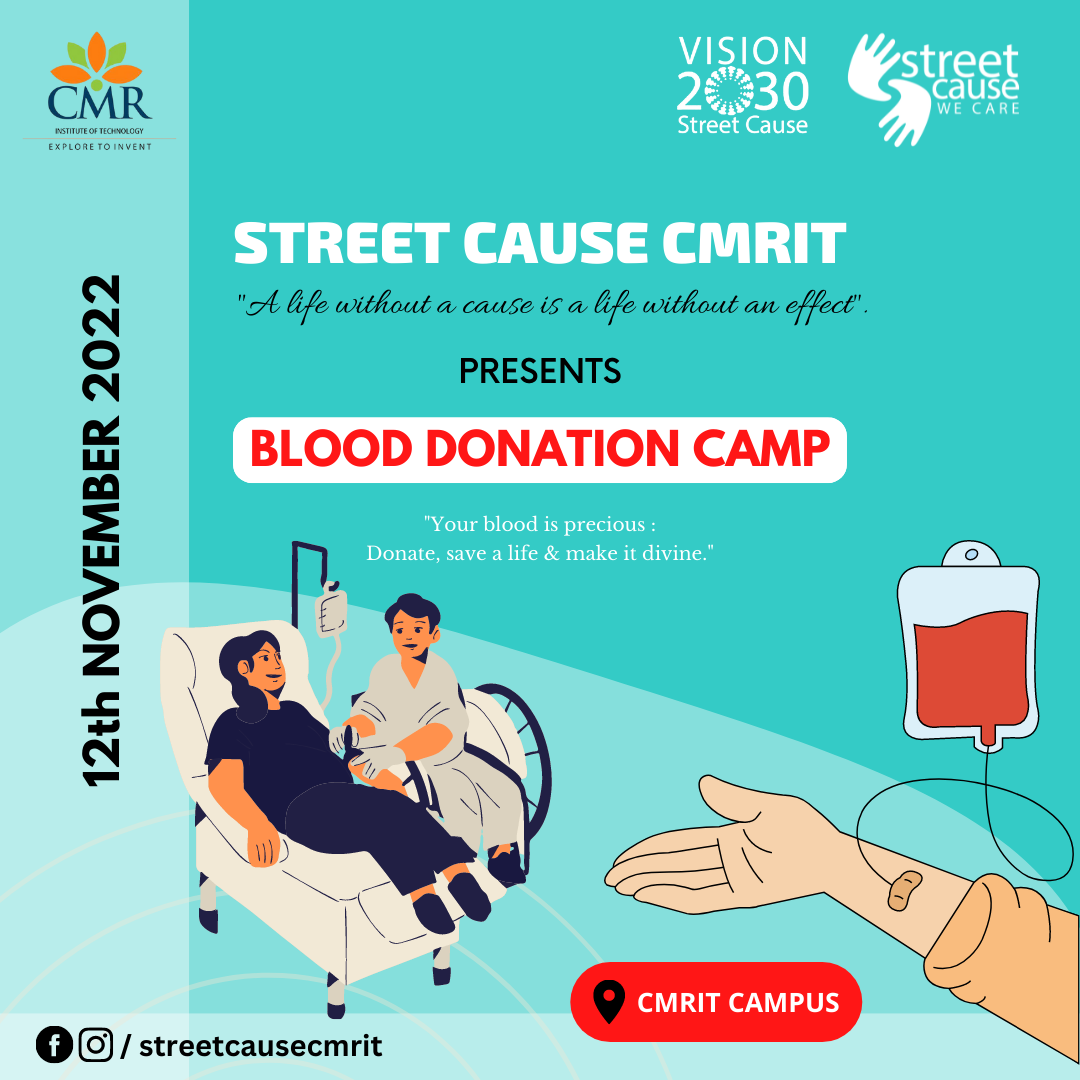 CMR
INSTITUTE OF TECHNOLOGY
EXPLORE TO INVENT
VISION
2030
Street Cause
street
cause
WE CARE
STREET CAUSE CMRIT
"A life without a cause is a life without an effect".
PRESENTS
BLOOD DONATION CAMP
"Your blood is precious :
Donate, save a life & make it divine."
12th NOVEMBER 2022
CMRIT CAMPUS
/ streetcausecmrit